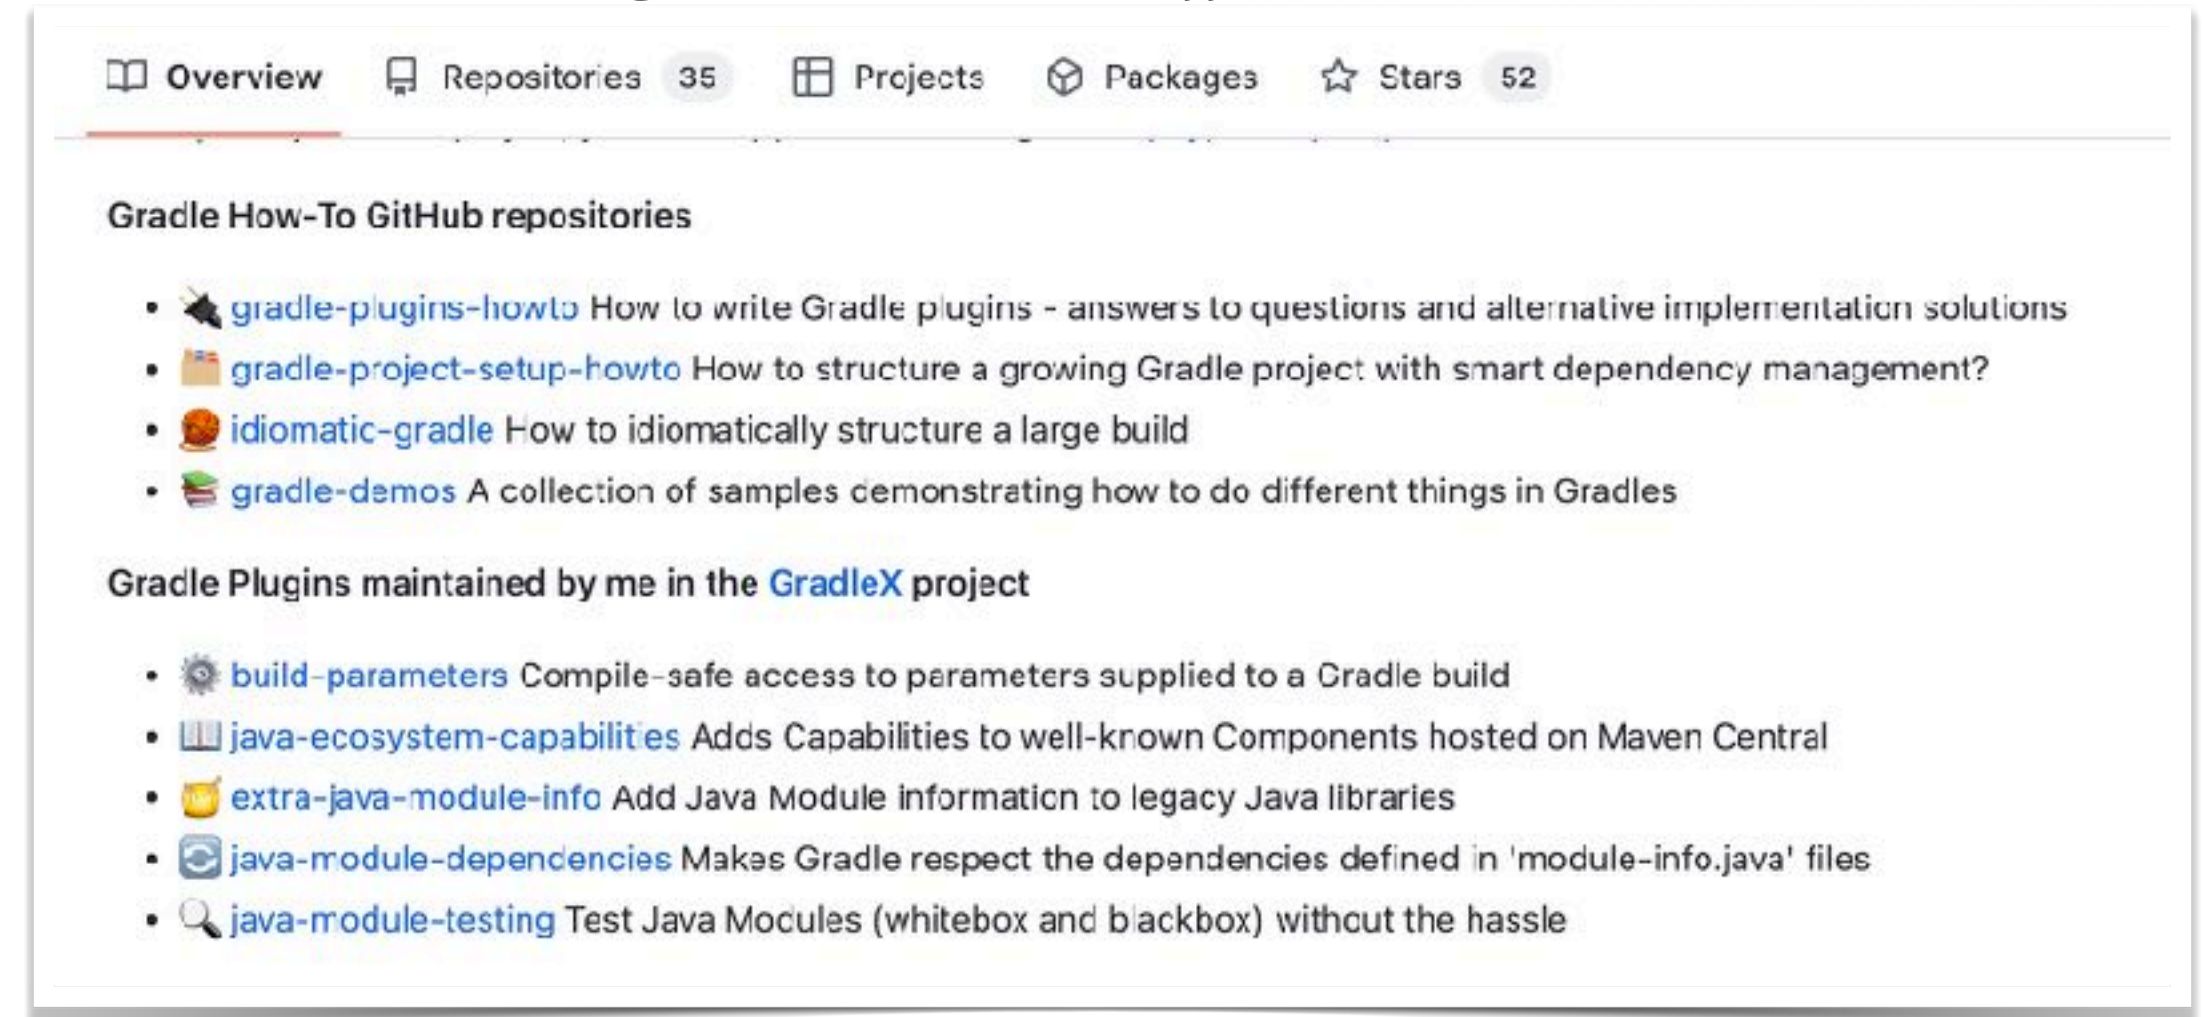 Overview Repositories 35 Projects Packages Stars 52
Gradle How-To GitHub repositories
• gradle-plugins-howto How to write Gradle plugins - answers to questions and alternative implementation solutions
• gradle-project-setup-howto How to structure a growing Gradle project with smart dependency management?
• idiomatic-gradle How to idiomatically structure a large build
• gradle-demos A collection of samples demonstrating how to do different things in Gradles
Gradle Plugins maintained by me in the GradleX project
• build-parameters Compile-safe access to parameters supplied to a Gradle build
• java-ecosystem-capabilities Adds Capabilities to well-known Components hosted on Maven Central
• extra-java-module-info Add Java Module information to legacy Java libraries
• java-module-dependencies Makes Gradle respect the dependencies defined in 'module-info.java' files
• java-module-testing Test Java Modules (whitebox and blackbox) without the hassle